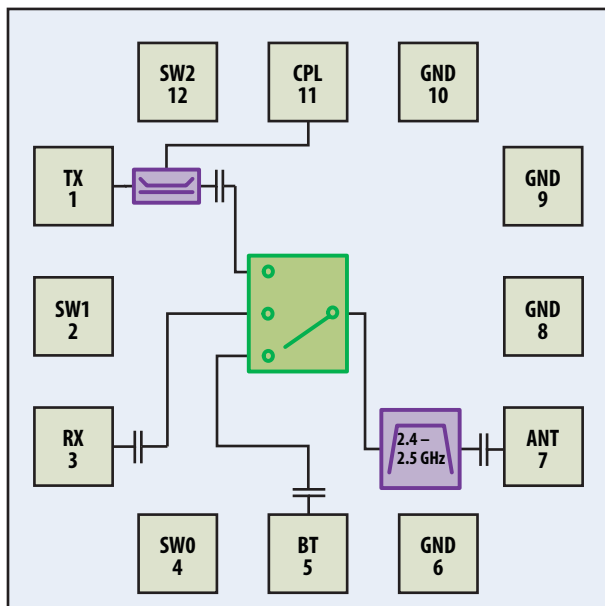 SW2
12
CPL
11
GND
10
TX
1
GND
9
SW1
2
GND
8
RX
3
2.4 –
2.5 GHz
ANT
7
SW0
4
BT
5
GND
6